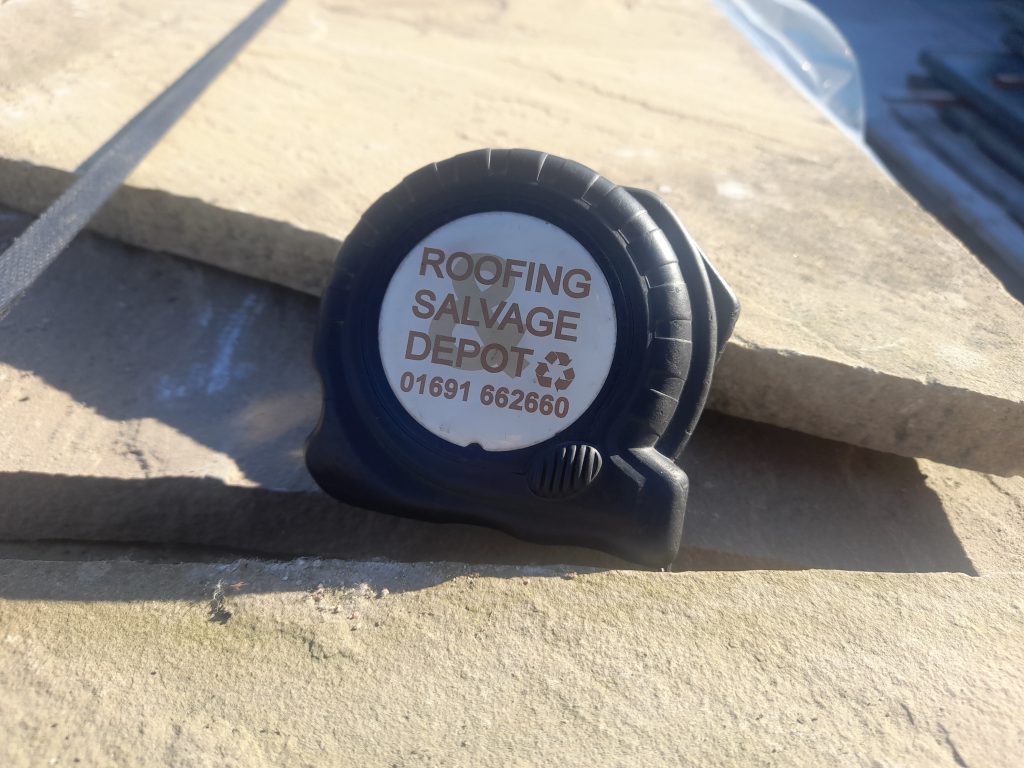 ROOFING
SALVAGE
DEPOT
01691 662660